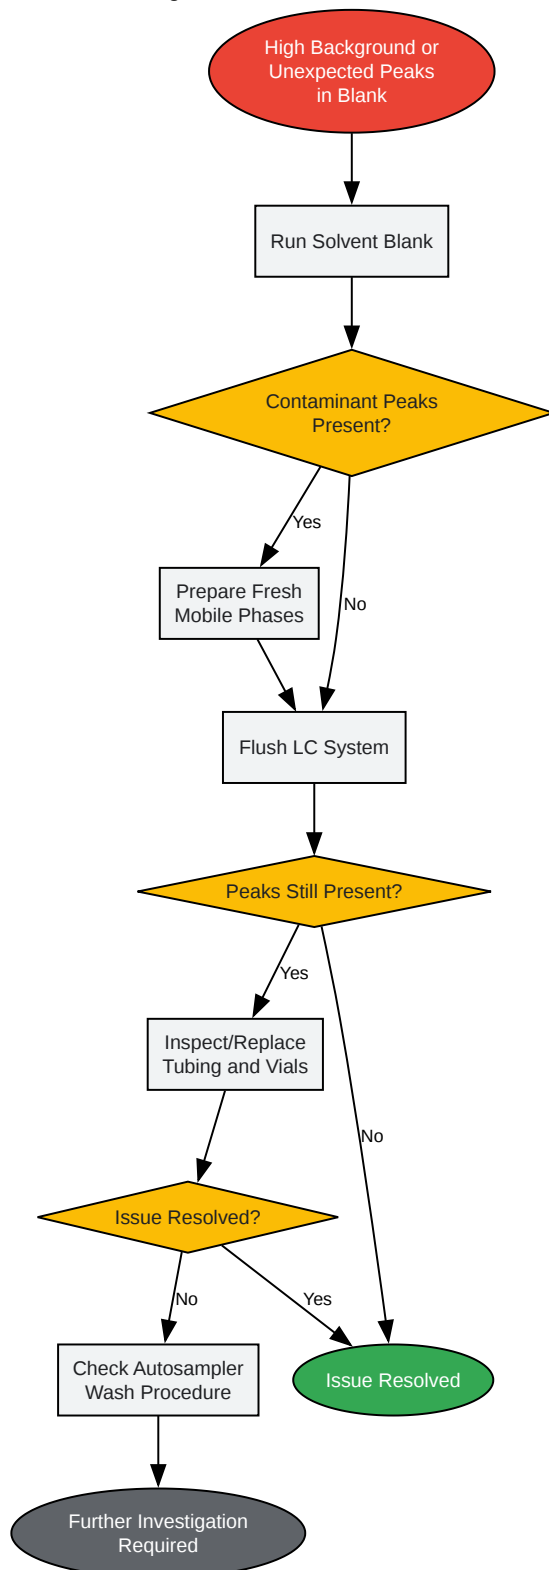 High Background or
Unexpected Peaks
in Blank
Run Solvent Blank
Contaminant Peaks
Present?
Yes
Prepare Fresh
Mobile Phases
No
Flush LC System
Peaks Still Present?
Yes
Inspect/Replace
Tubing and Vials
No
Issue Resolved?
No
Yes
Check Autosampler
Wash Procedure
Issue Resolved
Further Investigation
Required